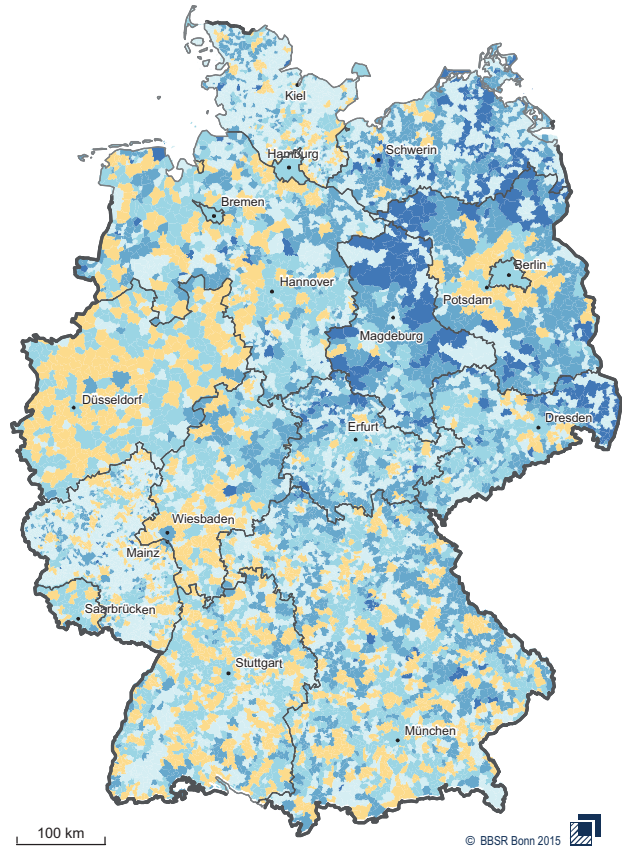 Kiel
Hamburg
Schwerin
Bremen
Berlin
Hannover
Potsdam
Magdeburg
Düsseldorf
Dresden
Erfurt
Wiesbaden
Mainz
Saarbrücken
Stuttgart
München
100 km
© BBSR Bonn 2015